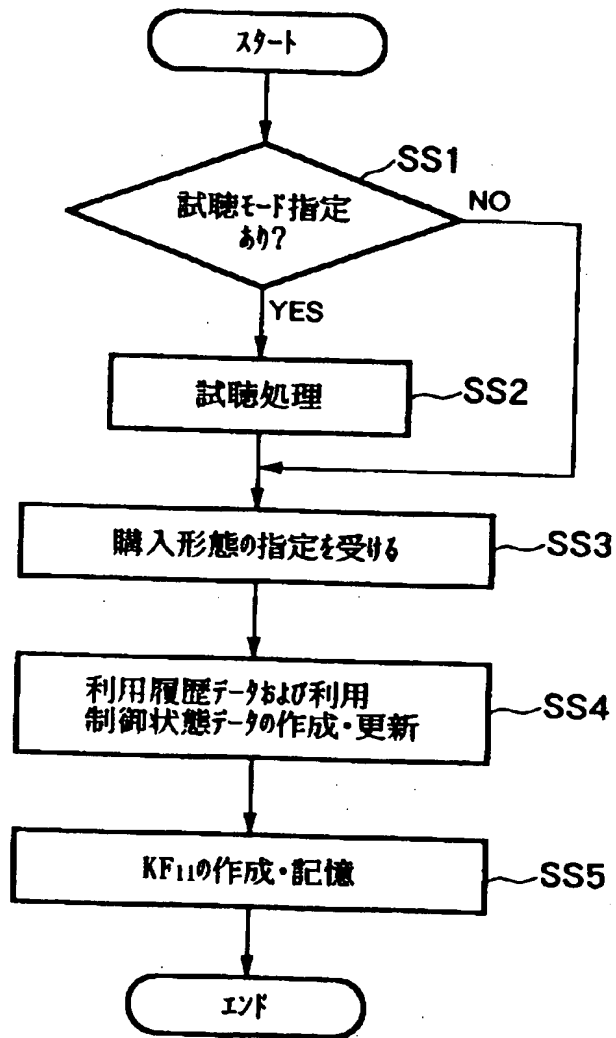 スタート
SS1
試聴モード指定
あり?
NO
YES
試聴処理
SS2
購入形態の指定を受ける
SS3
利用履歴データおよび利用
制御状態データの作成・更新
SS4
KF₁₁の作成・記憶
SS5
エンド